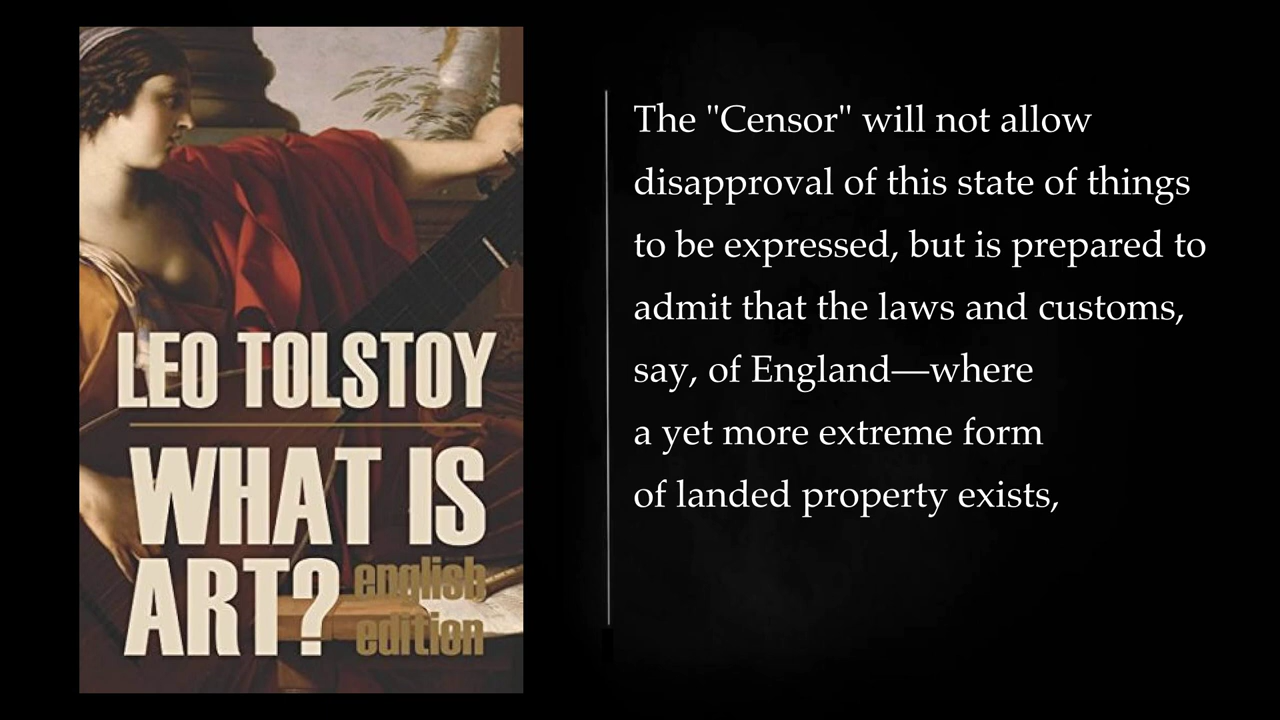 LEO TOLSTOY
WHAT IS
ART?
english
edition
The "Censor" will not allow
disapproval of this state of things
to be expressed, but is prepared to
admit that the laws and customs,
say, of England—where
a yet more extreme form
of landed property exists,